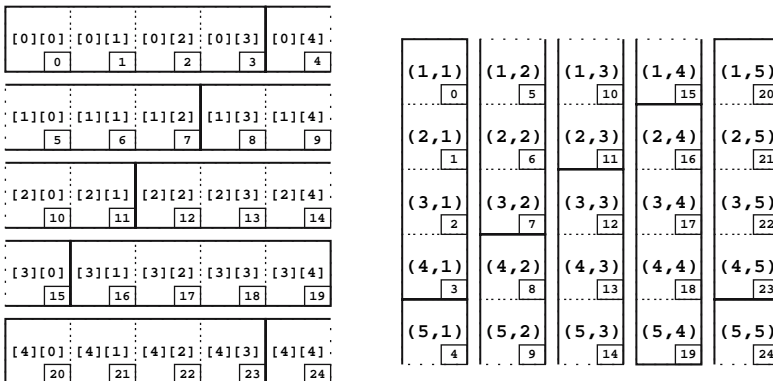 [0][0] [0][1] [0][2] [0][3] [0][4]
0 1 2 3 4
[1][0] [1][1] [1][2] [1][3] [1][4]
5 6 7 8 9
[2][0] [2][1] [2][2] [2][3] [2][4]
10 11 12 13 14
[3][0] [3][1] [3][2] [3][3] [3][4]
15 16 17 18 19
[4][0] [4][1] [4][2] [4][3] [4][4]
20 21 22 23 24
(1,1) (1,2) (1,3) (1,4) (1,5)
0 5 10 15 20
(2,1) (2,2) (2,3) (2,4) (2,5)
1 6 11 16 21
(3,1) (3,2) (3,3) (3,4) (3,5)
2 7 12 17 22
(4,1) (4,2) (4,3) (4,4) (4,5)
3 8 13 18 23
(5,1) (5,2) (5,3) (5,4) (5,5)
4 9 14 19 24